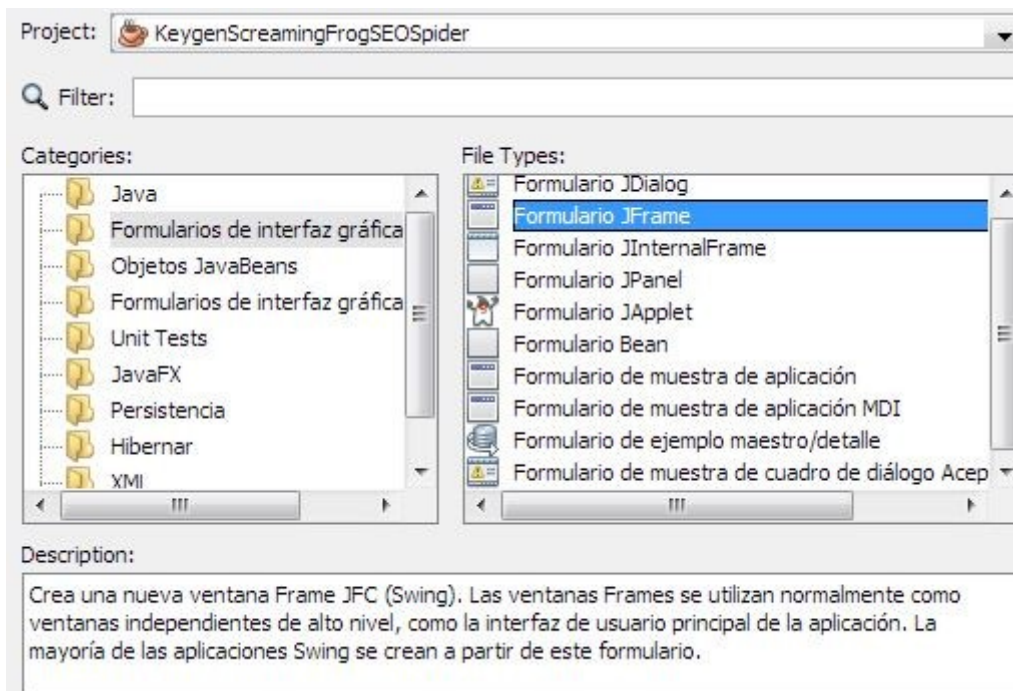 Project: KeygenScreamingFrogSEOSpider
Filter:
Categories:
Java
Formularios de interfaz gráfica
Objetos JavaBeans
Formularios de interfaz gráfica
Unit Tests
JavaFX
Persistencia
Hibernar
XML
File Types:
Formulario JDialog
Formulario JFrame
Formulario JInternalFrame
Formulario JPanel
Formulario JApplet
Formulario Bean
Formulario de muestra de aplicación
Formulario de muestra de aplicación MDI
Formulario de ejemplo maestro/detalle
Formulario de muestra de cuadro de diálogo Acep
Description:
Crea una nueva ventana Frame JFC (Swing). Las ventanas Frames se utilizan normalmente como
ventanas independientes de alto nivel, como la interfaz de usuario principal de la aplicación. La
mayoría de las aplicaciones Swing se crean a partir de este formulario.